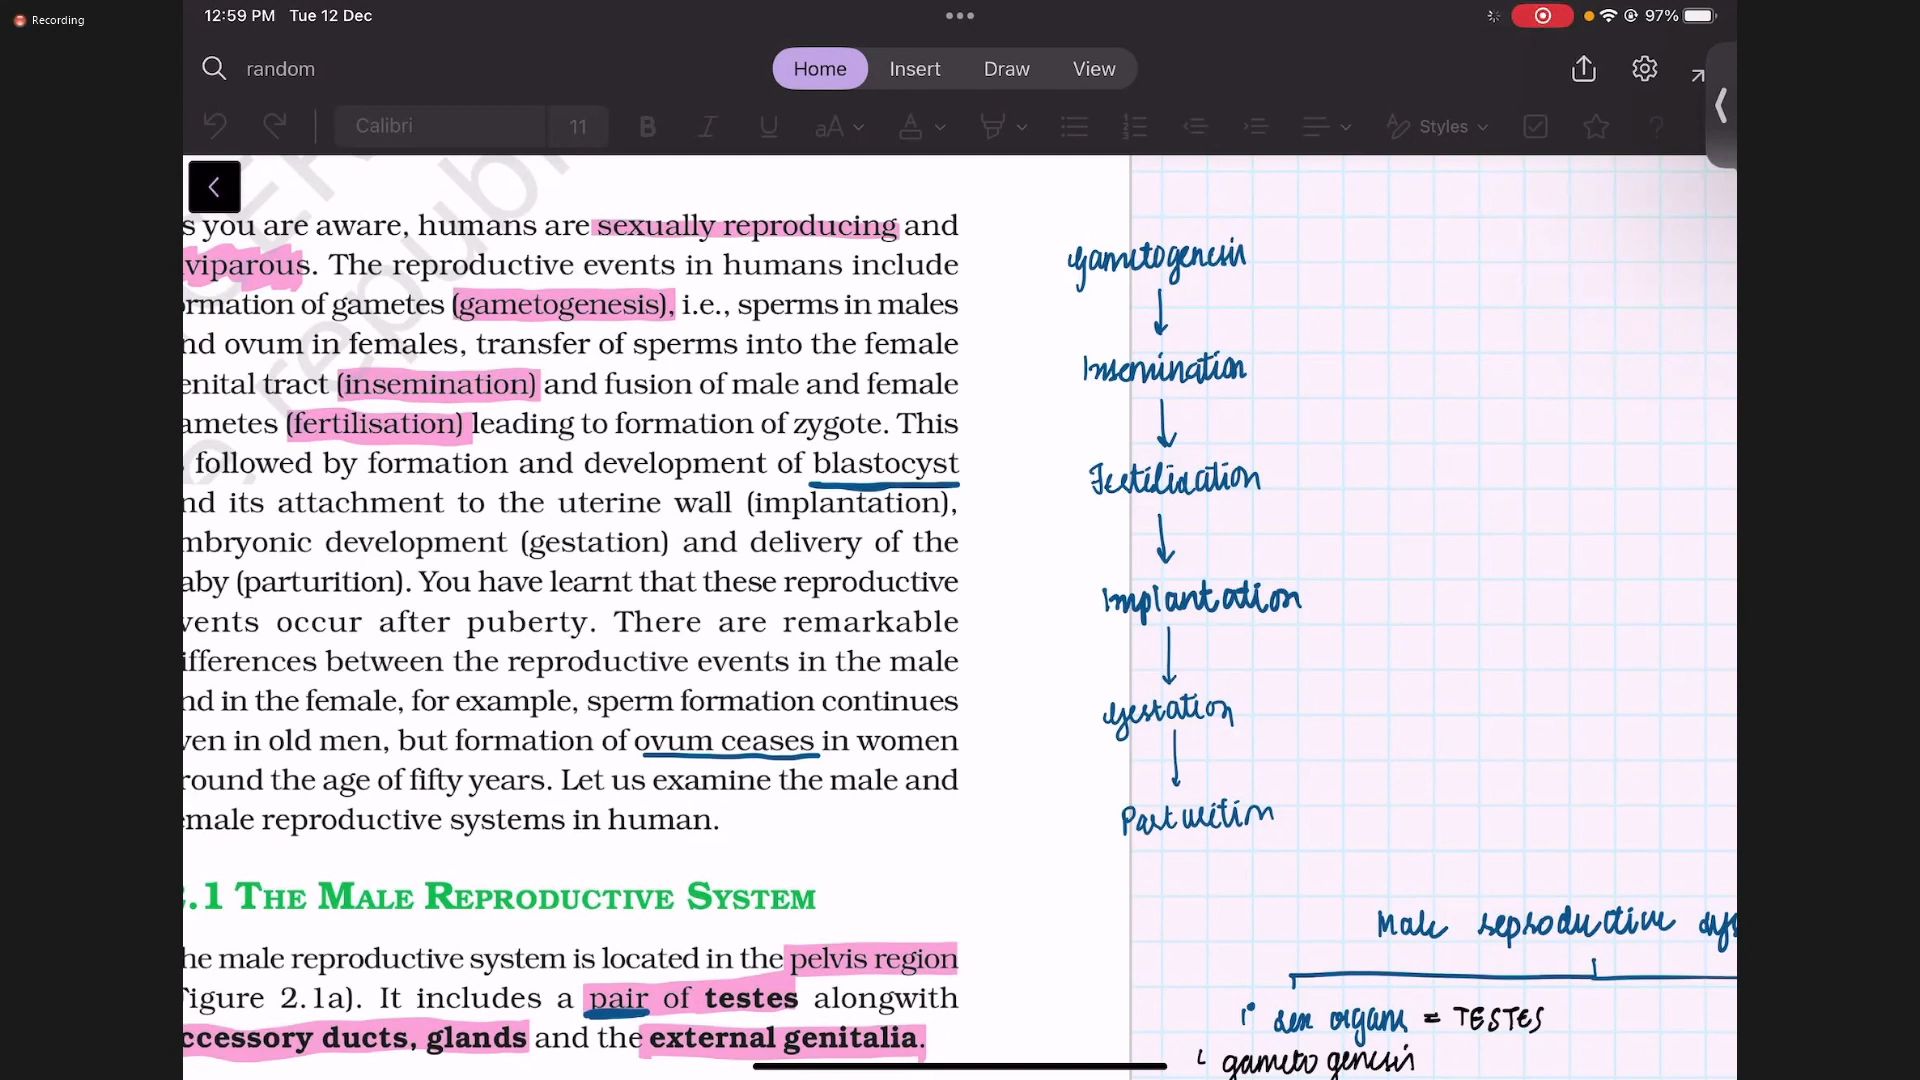 Recording
12:59 PM Tue 12 Dec
97%
random
Home Insert Draw View
Calibri 11 B I U aA A Styles
s you are aware, humans are sexually reproducing and
viparous. The reproductive events in humans include
rmation of gametes (gametogenesis), i.e., sperms in males
nd ovum in females, transfer of sperms into the female
enital tract (insemination) and fusion of male and female
ametes (fertilisation) leading to formation of zygote. This
followed by formation and development of blastocyst
nd its attachment to the uterine wall (implantation),
mbryonic development (gestation) and delivery of the
aby (parturition). You have learnt that these reproductive
vents occur after puberty. There are remarkable
ifferences between the reproductive events in the male
nd in the female, for example, sperm formation continues
ven in old men, but formation of ovum ceases in women
round the age of fifty years. Let us examine the male and
emale reproductive systems in human.
.1 THE MALE REPRODUCTIVE SYSTEM
he male reproductive system is located in the pelvis region
Figure 2.1a). It includes a pair of testes alongwith
ccessory ducts, glands and the external genitalia.
gametogenesis
Insemination
Fertilization
Implantation
gestation
Parturition
Male reproductive sys
1° sex organs = TESTES
gameto genesis